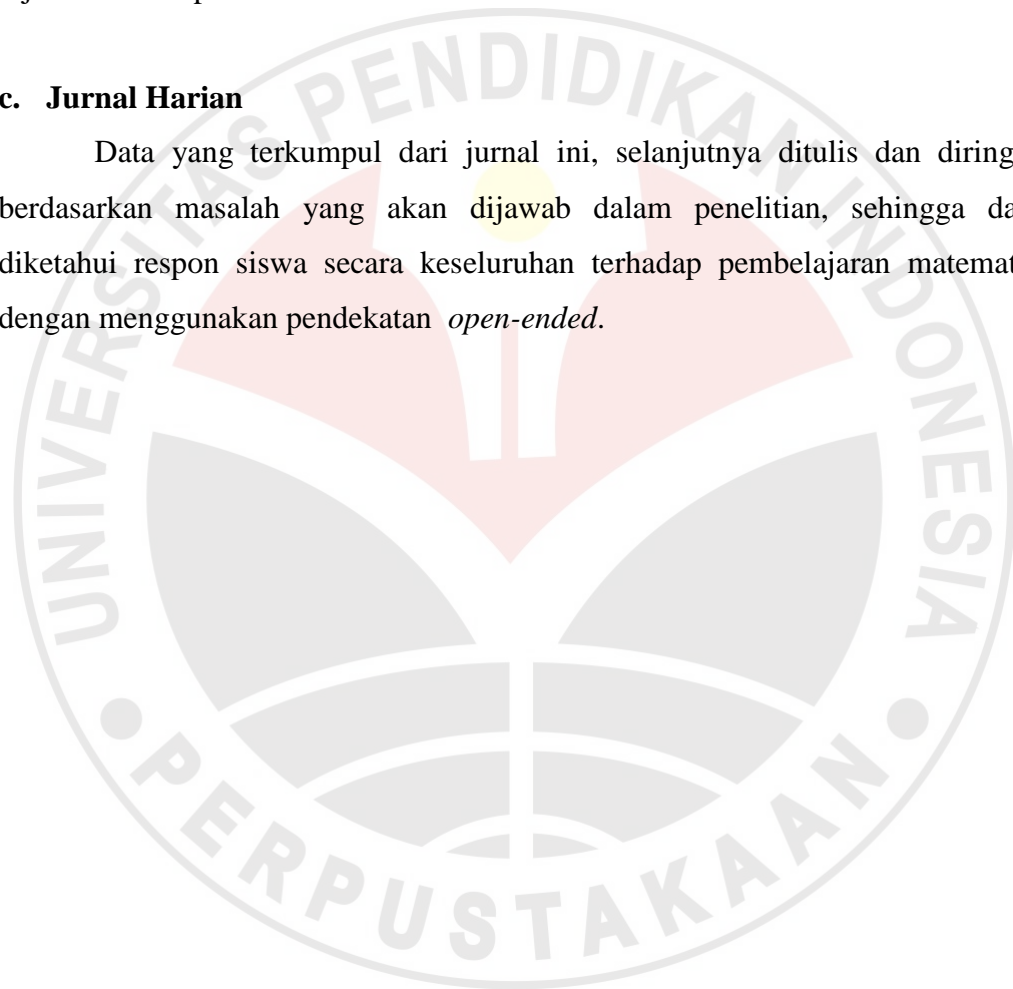 c. Jurnal Harian
Data yang terkumpul dari jurnal ini, selanjutnya ditulis dan diring
berdasarkan masalah yang akan dijawab dalam penelitian, sehingga da
diketahui respon siswa secara keseluruhan terhadap pembelajaran matemat
dengan menggunakan pendekatan open-ended.
UNIVERSITAS PENDIDIKAN INDONESIA
PERPUSTAKAAN